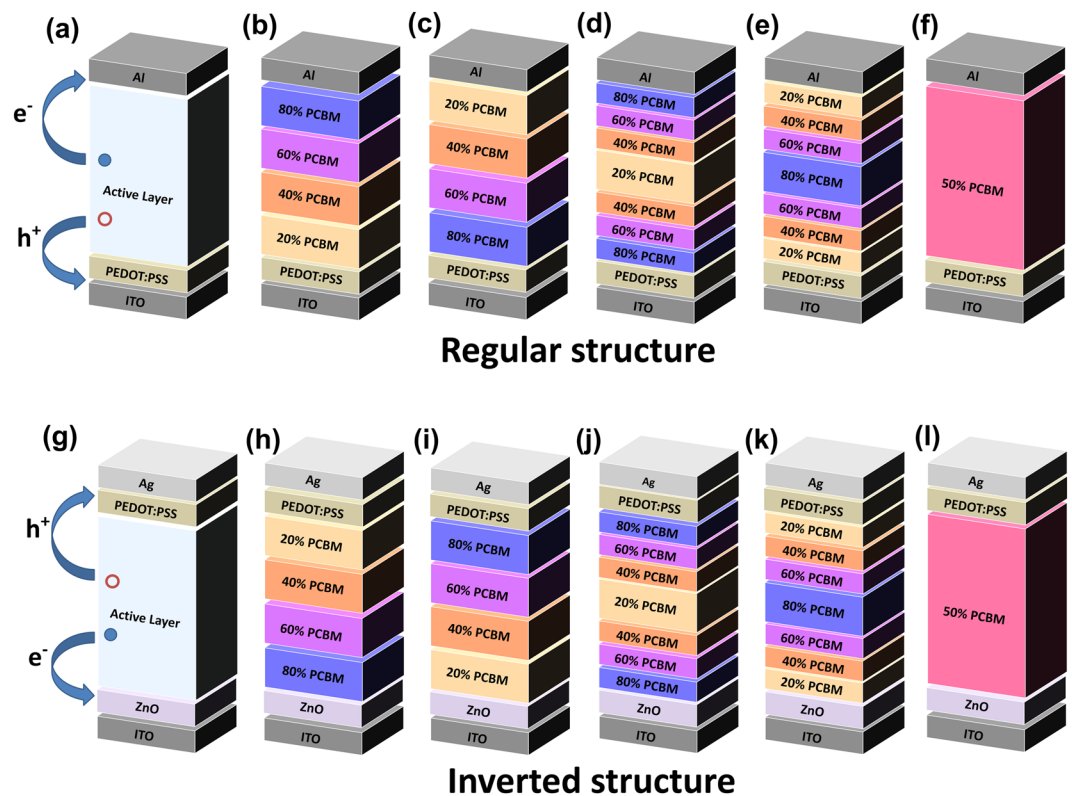 (a) (b) (c) (d) (e) (f)
Al
e-
Active Layer
h+
PEDOT:PSS
ITO
80% PCBM
60% PCBM
40% PCBM
20% PCBM
PEDOT:PSS
ITO
Al
20% PCBM
40% PCBM
60% PCBM
80% PCBM
PEDOT:PSS
ITO
Al
80% PCBM
60% PCBM
40% PCBM
20% PCBM
40% PCBM
60% PCBM
80% PCBM
PEDOT:PSS
ITO
Al
20% PCBM
40% PCBM
60% PCBM
80% PCBM
60% PCBM
40% PCBM
20% PCBM
PEDOT:PSS
ITO
Al
50% PCBM
PEDOT:PSS
ITO
Regular structure
(g) (h) (i) (j) (k) (l)
Ag
PEDOT:PSS
h+
Active Layer
e-
ZnO
ITO
Ag
PEDOT:PSS
20% PCBM
40% PCBM
60% PCBM
80% PCBM
ZnO
ITO
Ag
PEDOT:PSS
80% PCBM
60% PCBM
40% PCBM
20% PCBM
ZnO
ITO
Ag
PEDOT:PSS
80% PCBM
60% PCBM
40% PCBM
20% PCBM
40% PCBM
60% PCBM
80% PCBM
ZnO
ITO
Ag
PEDOT:PSS
20% PCBM
40% PCBM
60% PCBM
80% PCBM
60% PCBM
40% PCBM
20% PCBM
ZnO
ITO
Ag
PEDOT:PSS
50% PCBM
ZnO
ITO
Inverted structure